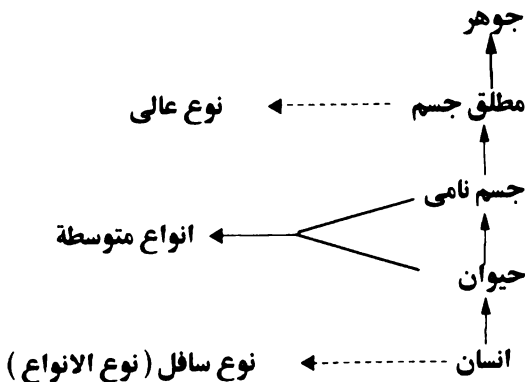 جوهر
مطلق جسم نوع عالی
جسم نامی
انواع متوسطة
حیوان
انسان نوع سافل (نوع الانواع)